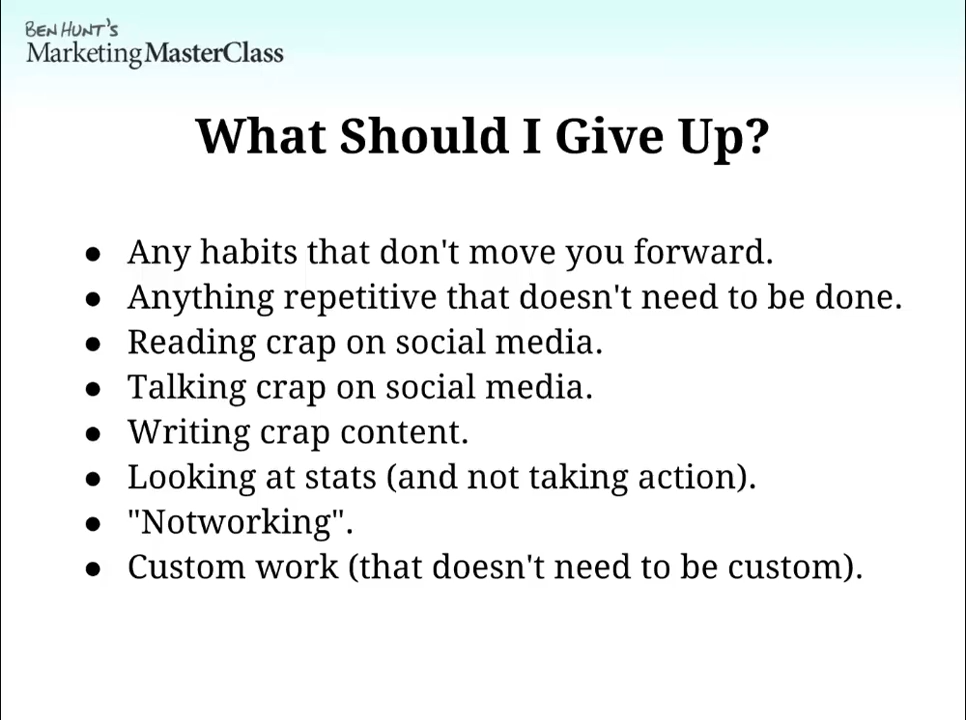 BEN HUNT'S
MarketingMasterClass
What Should I Give Up?
● Any habits that don't move you forward.
● Anything repetitive that doesn't need to be done.
● Reading crap on social media.
● Talking crap on social media.
● Writing crap content.
● Looking at stats (and not taking action).
● "Notworking".
● Custom work (that doesn't need to be custom).